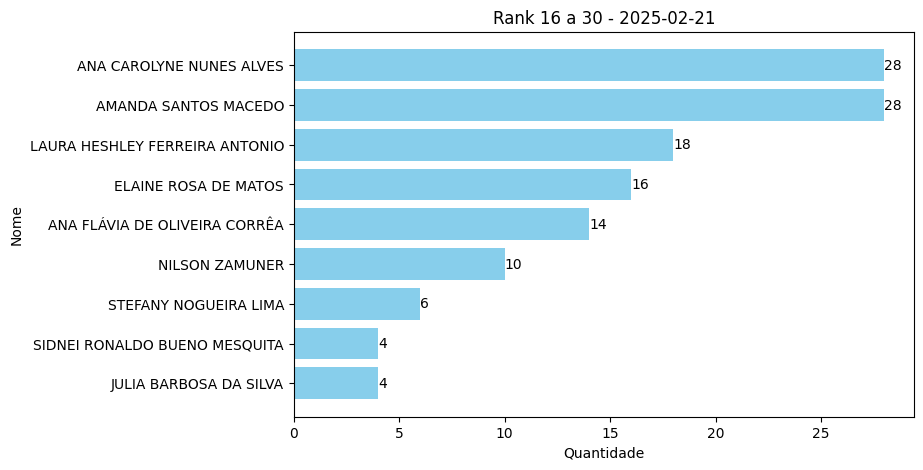 Rank 16 a 30 - 2025-02-21
ANA CAROLYNE NUNES ALVES 28
AMANDA SANTOS MACEDO 28
LAURA HESHLEY FERREIRA ANTONIO 18
ELAINE ROSA DE MATOS 16
ANA FLÁVIA DE OLIVEIRA CORRÊA 14
NILSON ZAMUNER 10
STEFANY NOGUEIRA LIMA 6
SIDNEI RONALDO BUENO MESQUITA 4
JULIA BARBOSA DA SILVA 4
Nome
0 5 10 15 20 25
Quantidade